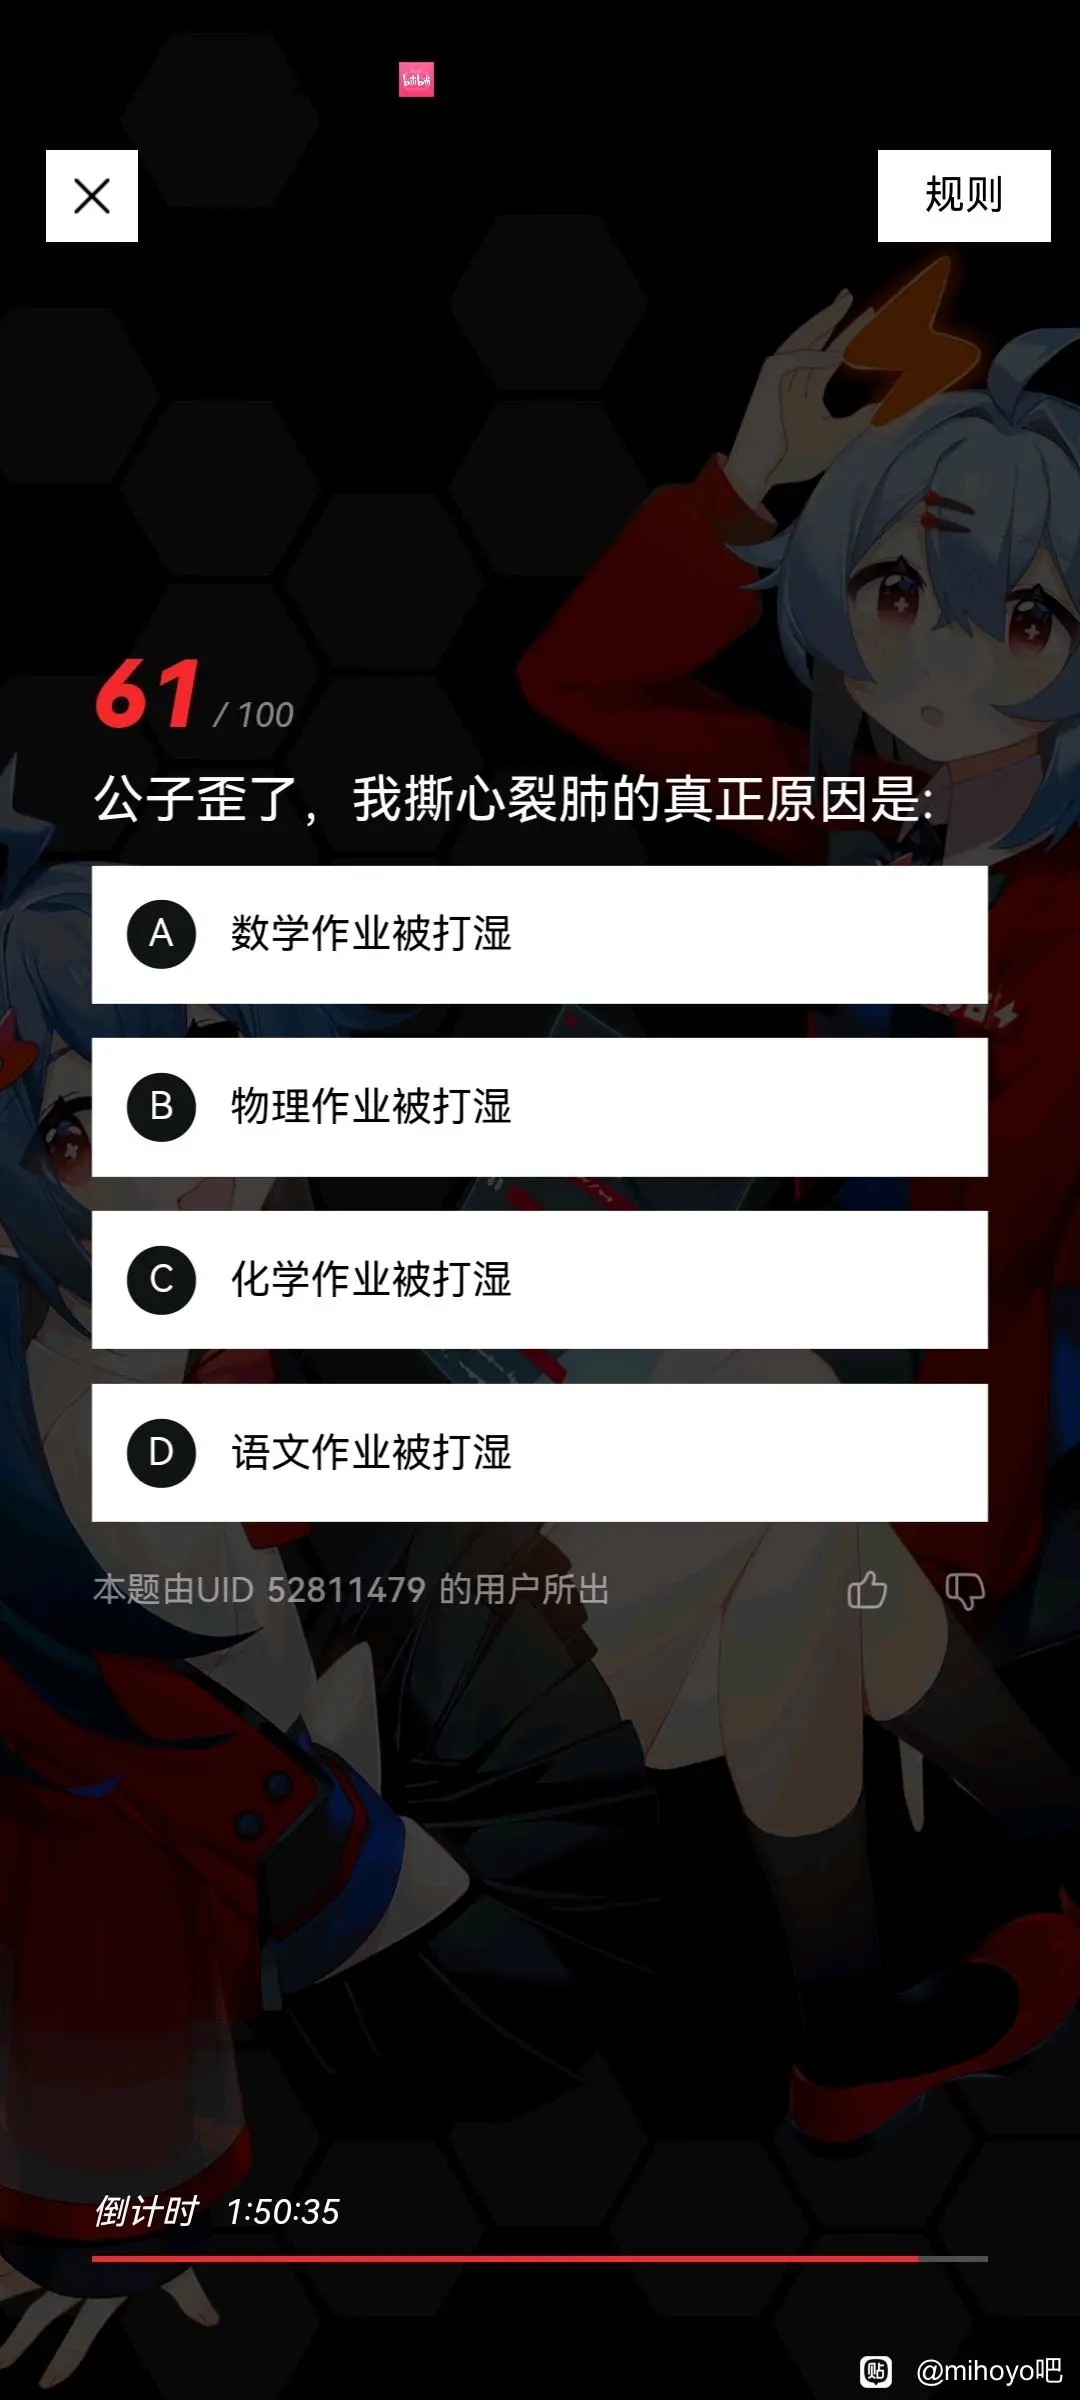 bilibili
规则
61 / 100
公子歪了，我撕心裂肺的真正原因是:
A 数学作业被打湿
B 物理作业被打湿
C 化学作业被打湿
D 语文作业被打湿
本题由UID 52811479 的用户所出
倒计时 1:50:35
贴 @mihoyo吧